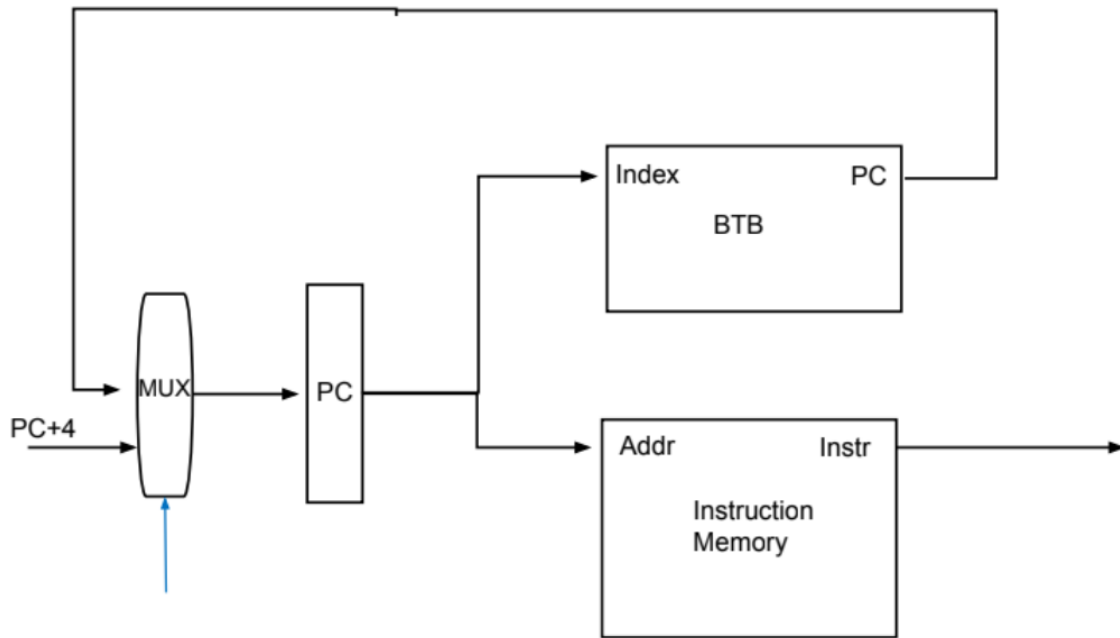 Index PC
BTB
MUX
PC
PC+4
Addr Instr
Instruction
Memory